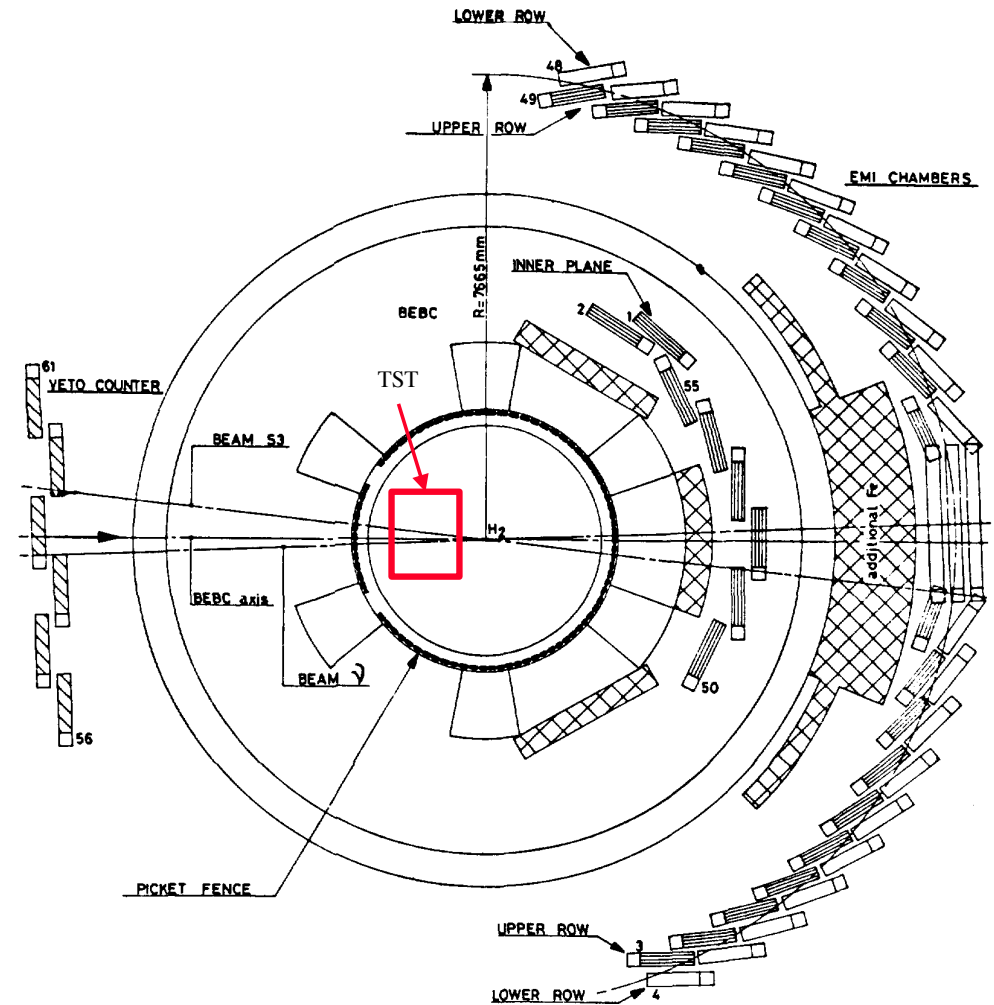 LOWER ROW
48
49
UPPER ROW
EMI CHAMBERS
R=7665mm
INNER PLANE
BEBC
2
1
61
VETO COUNTER
TST
55
BEAM S3
H2
additional Fe
BEBC axis
BEAM ν
50
56
PICKET FENCE
UPPER ROW
3
LOWER ROW
4